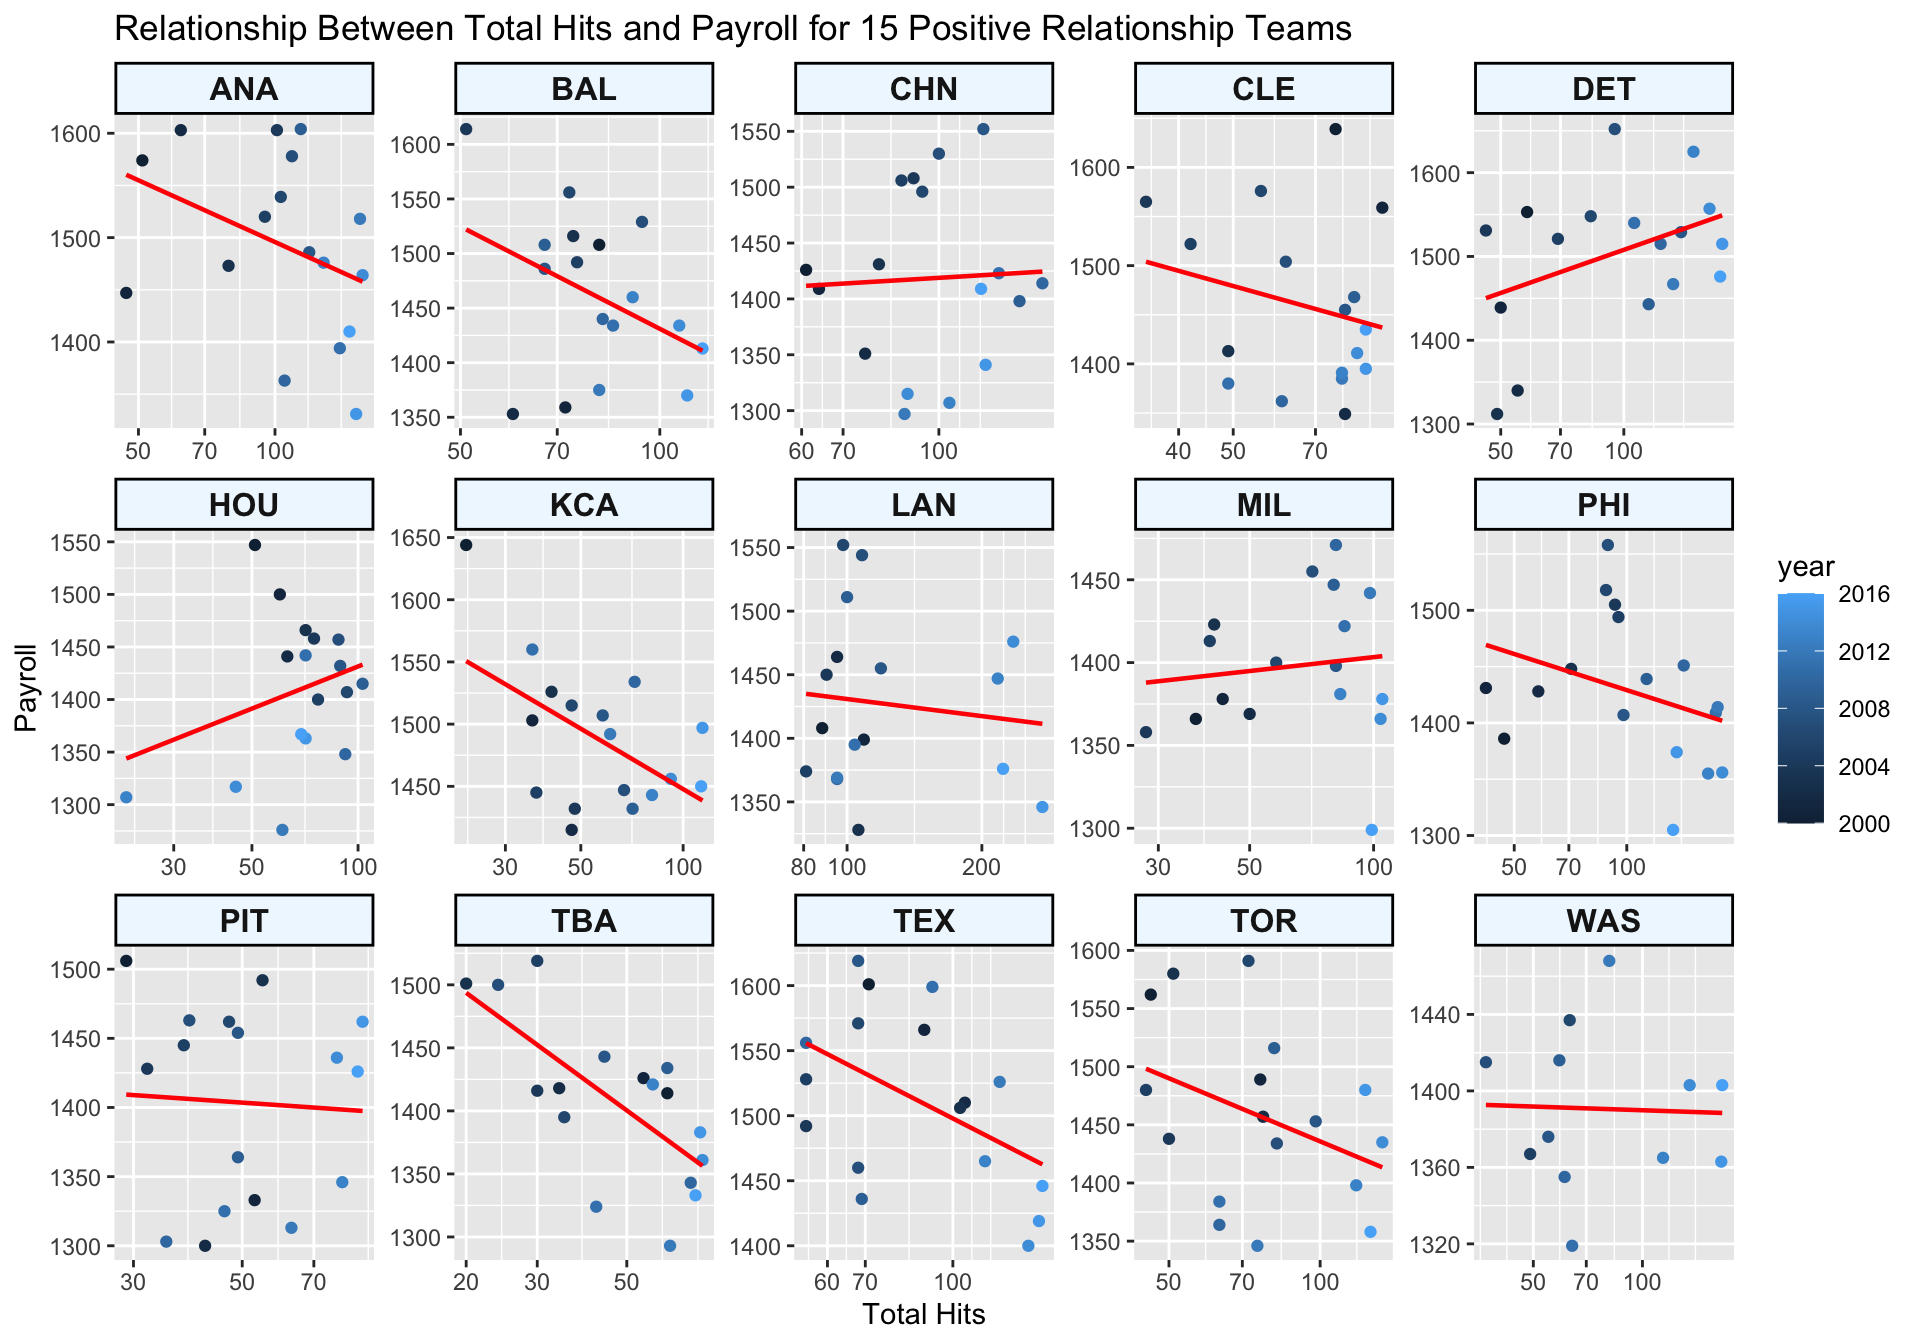 Relationship Between Total Hits and Payroll for 15 Positive Relationship Teams
ANA BAL CHN CLE DET
1600 1500 1400
50 70 100
1600 1550 1500 1450 1400 1350
50 70 100
1550 1500 1450 1400 1350 1300
60 70 100
1600 1500 1400
40 50 70
1600 1500 1400 1300
50 70 100
HOU KCA LAN MIL PHI
1550 1500 1450 1400 1350 1300
30 50 100
1650 1600 1550 1500 1450
30 50 100
1550 1500 1450 1400 1350
80 100 200
1450 1400 1350 1300
30 50 100
1500 1400 1300
50 70 100
PIT TBA TEX TOR WAS
1500 1450 1400 1350 1300
30 50 70
1500 1450 1400 1350 1300
20 30 50
1600 1550 1500 1450 1400
60 70 100
1600 1550 1500 1450 1400 1350
50 70 100
1440 1400 1360 1320
50 70 100
Payroll
Total Hits
year
2016
2012
2008
2004
2000